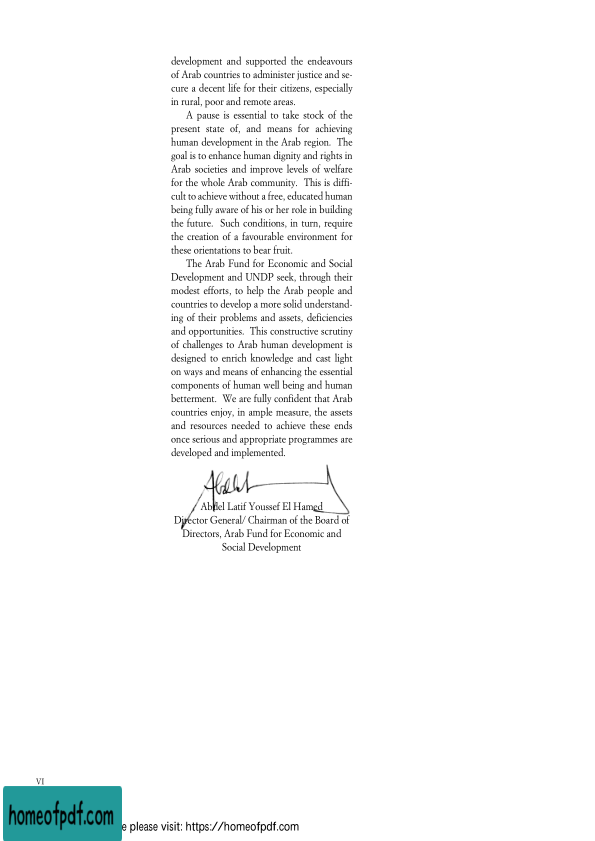 development and supported the endeavours
of Arab countries to administer justice and se-
cure a decent life for their citizens, especially
in rural, poor and remote areas.
A pause is essential to take stock of the
present state of, and means for achieving
human development in the Arab region. The
goal is to enhance human dignity and rights in
Arab societies and improve levels of welfare
for the whole Arab community. This is diffi-
cult to achieve without a free, educated human
being fully aware of his or her role in building
the future. Such conditions, in turn, require
the creation of a favourable environment for
these orientations to bear fruit.
The Arab Fund for Economic and Social
Development and UNDP seek, through their
modest efforts, to help the Arab people and
countries to develop a more solid understand-
ing of their problems and assets, deficiencies
and opportunities. This constructive scrutiny
of challenges to Arab human development is
designed to enrich knowledge and cast light
on ways and means of enhancing the essential
components of human well being and human
betterment. We are fully confident that Arab
countries enjoy, in ample measure, the assets
and resources needed to achieve these ends
once serious and appropriate programmes are
developed and implemented.
Abdel Latif Youssef El Hamed
Director General/ Chairman of the Board of
Directors, Arab Fund for Economic and
Social Development
VI
homeofpdf.com
e please visit: https://homeofpdf.com